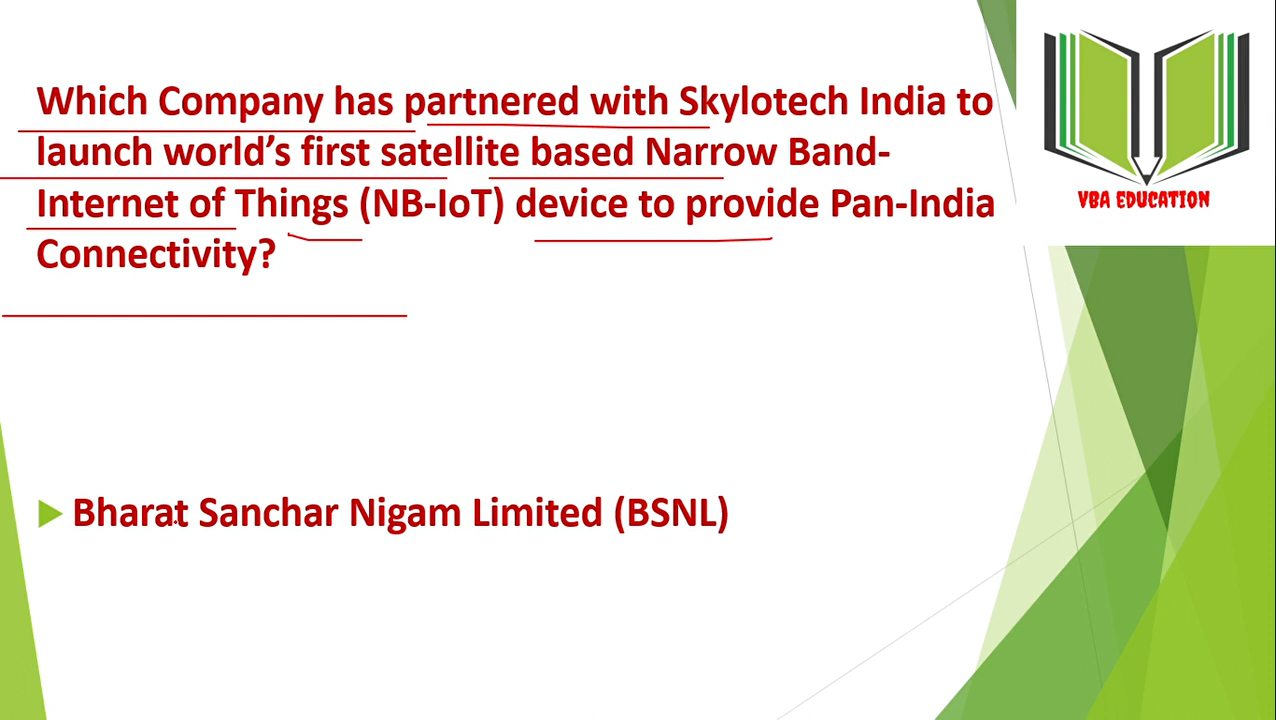 Which Company has partnered with Skylotech India to
launch world’s first satellite based Narrow Band-
Internet of Things (NB-IoT) device to provide Pan-India
Connectivity?
VBA EDUCATION
Bharat Sanchar Nigam Limited (BSNL)